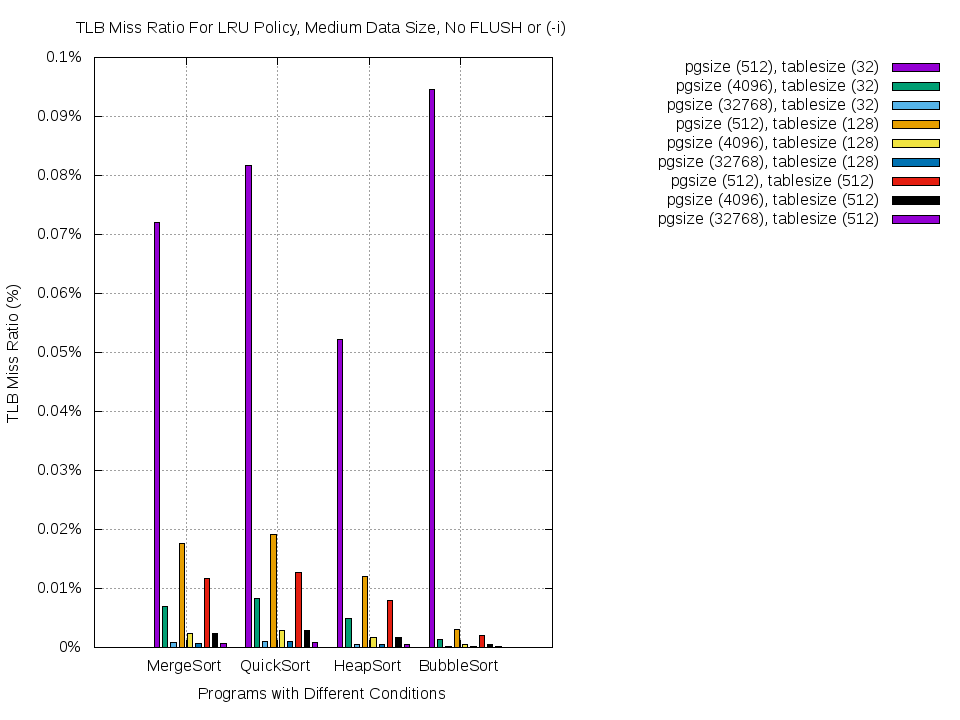 TLB Miss Ratio For LRU Policy, Medium Data Size, No FLUSH or (-i)
0.1%
0.09%
0.08%
0.07%
0.06%
0.05%
0.04%
0.03%
0.02%
0.01%
0%
TLB Miss Ratio (%)
MergeSort QuickSort HeapSort BubbleSort
Programs with Different Conditions
pgsize (512), tablesize (32)
pgsize (4096), tablesize (32)
pgsize (32768), tablesize (32)
pgsize (512), tablesize (128)
pgsize (4096), tablesize (128)
pgsize (32768), tablesize (128)
pgsize (512), tablesize (512)
pgsize (4096), tablesize (512)
pgsize (32768), tablesize (512)